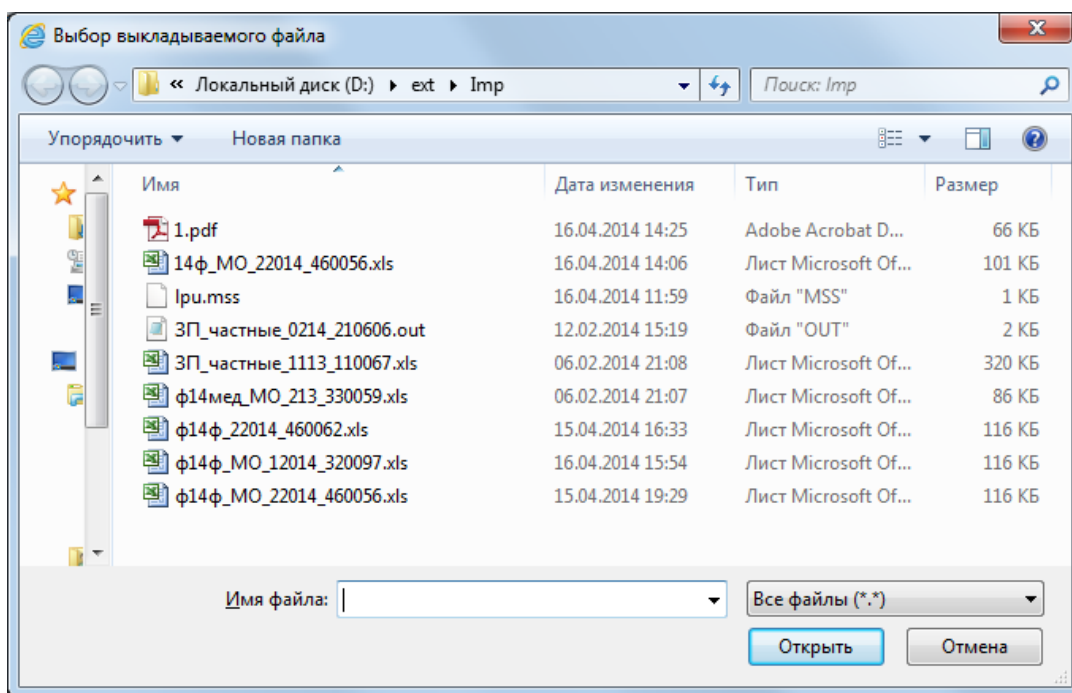 Выбор выкладываемого файла
« Локальный диск (D:) ▸ ext ▸ Imp Поиск: Imp
Упорядочить Новая папка
Имя Дата изменения Тип Размер
1.pdf 16.04.2014 14:25 Adobe Acrobat D... 66 КБ
14ф_МО_22014_460056.xls 16.04.2014 14:06 Лист Microsoft Of... 101 КБ
lpu.mss 16.04.2014 11:59 Файл "MSS" 1 КБ
ЗП_частные_0214_210606.out 12.02.2014 15:19 Файл "OUT" 2 КБ
ЗП_частные_1113_110067.xls 06.02.2014 21:08 Лист Microsoft Of... 320 КБ
ф14мед_МО_213_330059.xls 06.02.2014 21:07 Лист Microsoft Of... 86 КБ
ф14ф_22014_460062.xls 15.04.2014 16:33 Лист Microsoft Of... 116 КБ
ф14ф_МО_12014_320097.xls 16.04.2014 15:54 Лист Microsoft Of... 116 КБ
ф14ф_МО_22014_460056.xls 15.04.2014 19:29 Лист Microsoft Of... 116 КБ
Имя файла: Все файлы (*.*)
Открыть Отмена